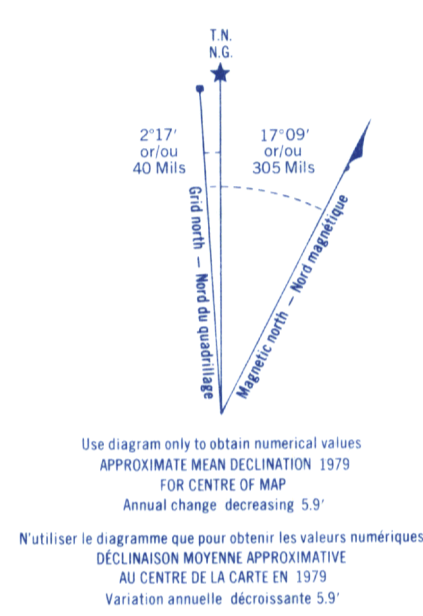 T.N.
N.G.
2°17'
or/ou
40 Mils
17°09'
or/ou
305 Mils
Grid north – Nord du quadrillage
Magnetic north – Nord magnétique
Use diagram only to obtain numerical values
APPROXIMATE MEAN DECLINATION 1979
FOR CENTRE OF MAP
Annual change decreasing 5.9'
N'utiliser le diagramme que pour obtenir les valeurs numériques
DÉCLINAISON MOYENNE APPROXIMATIVE
AU CENTRE DE LA CARTE EN 1979
Variation annuelle décroissante 5.9'